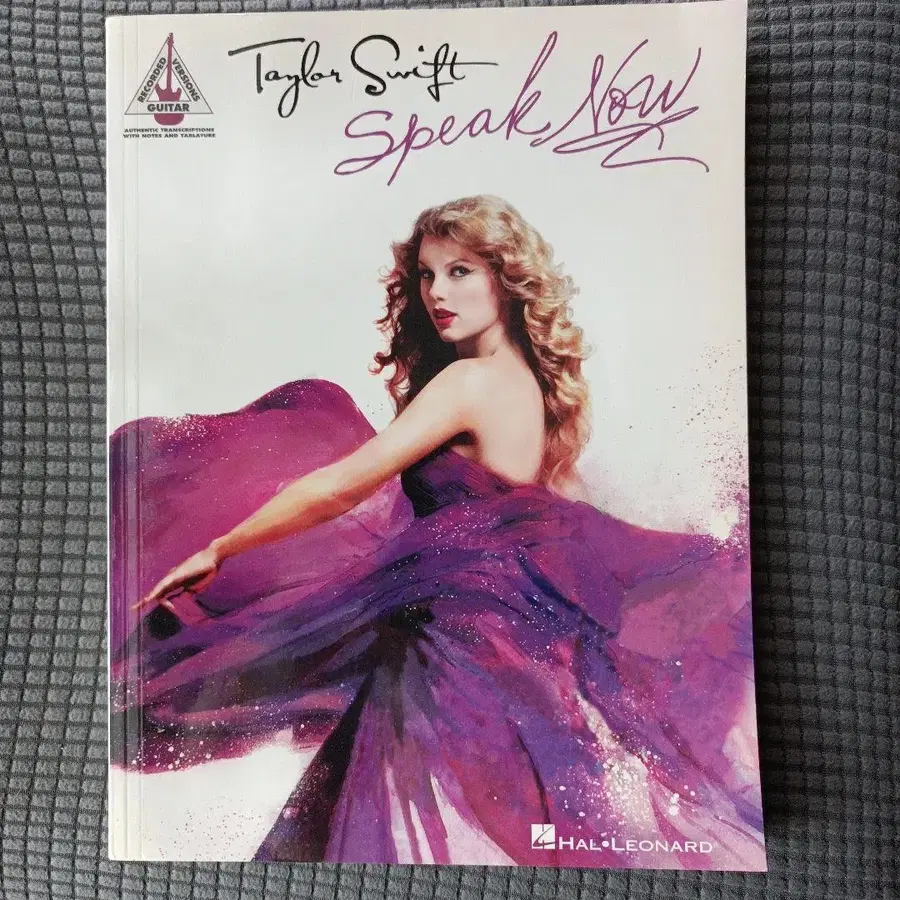 Taylor Swift
Speak Now
RECORDED VERSIONS
GUITAR
AUTHENTIC TRANSCRIPTIONS
WITH NOTES AND TABLATURE
HAL•LEONARD